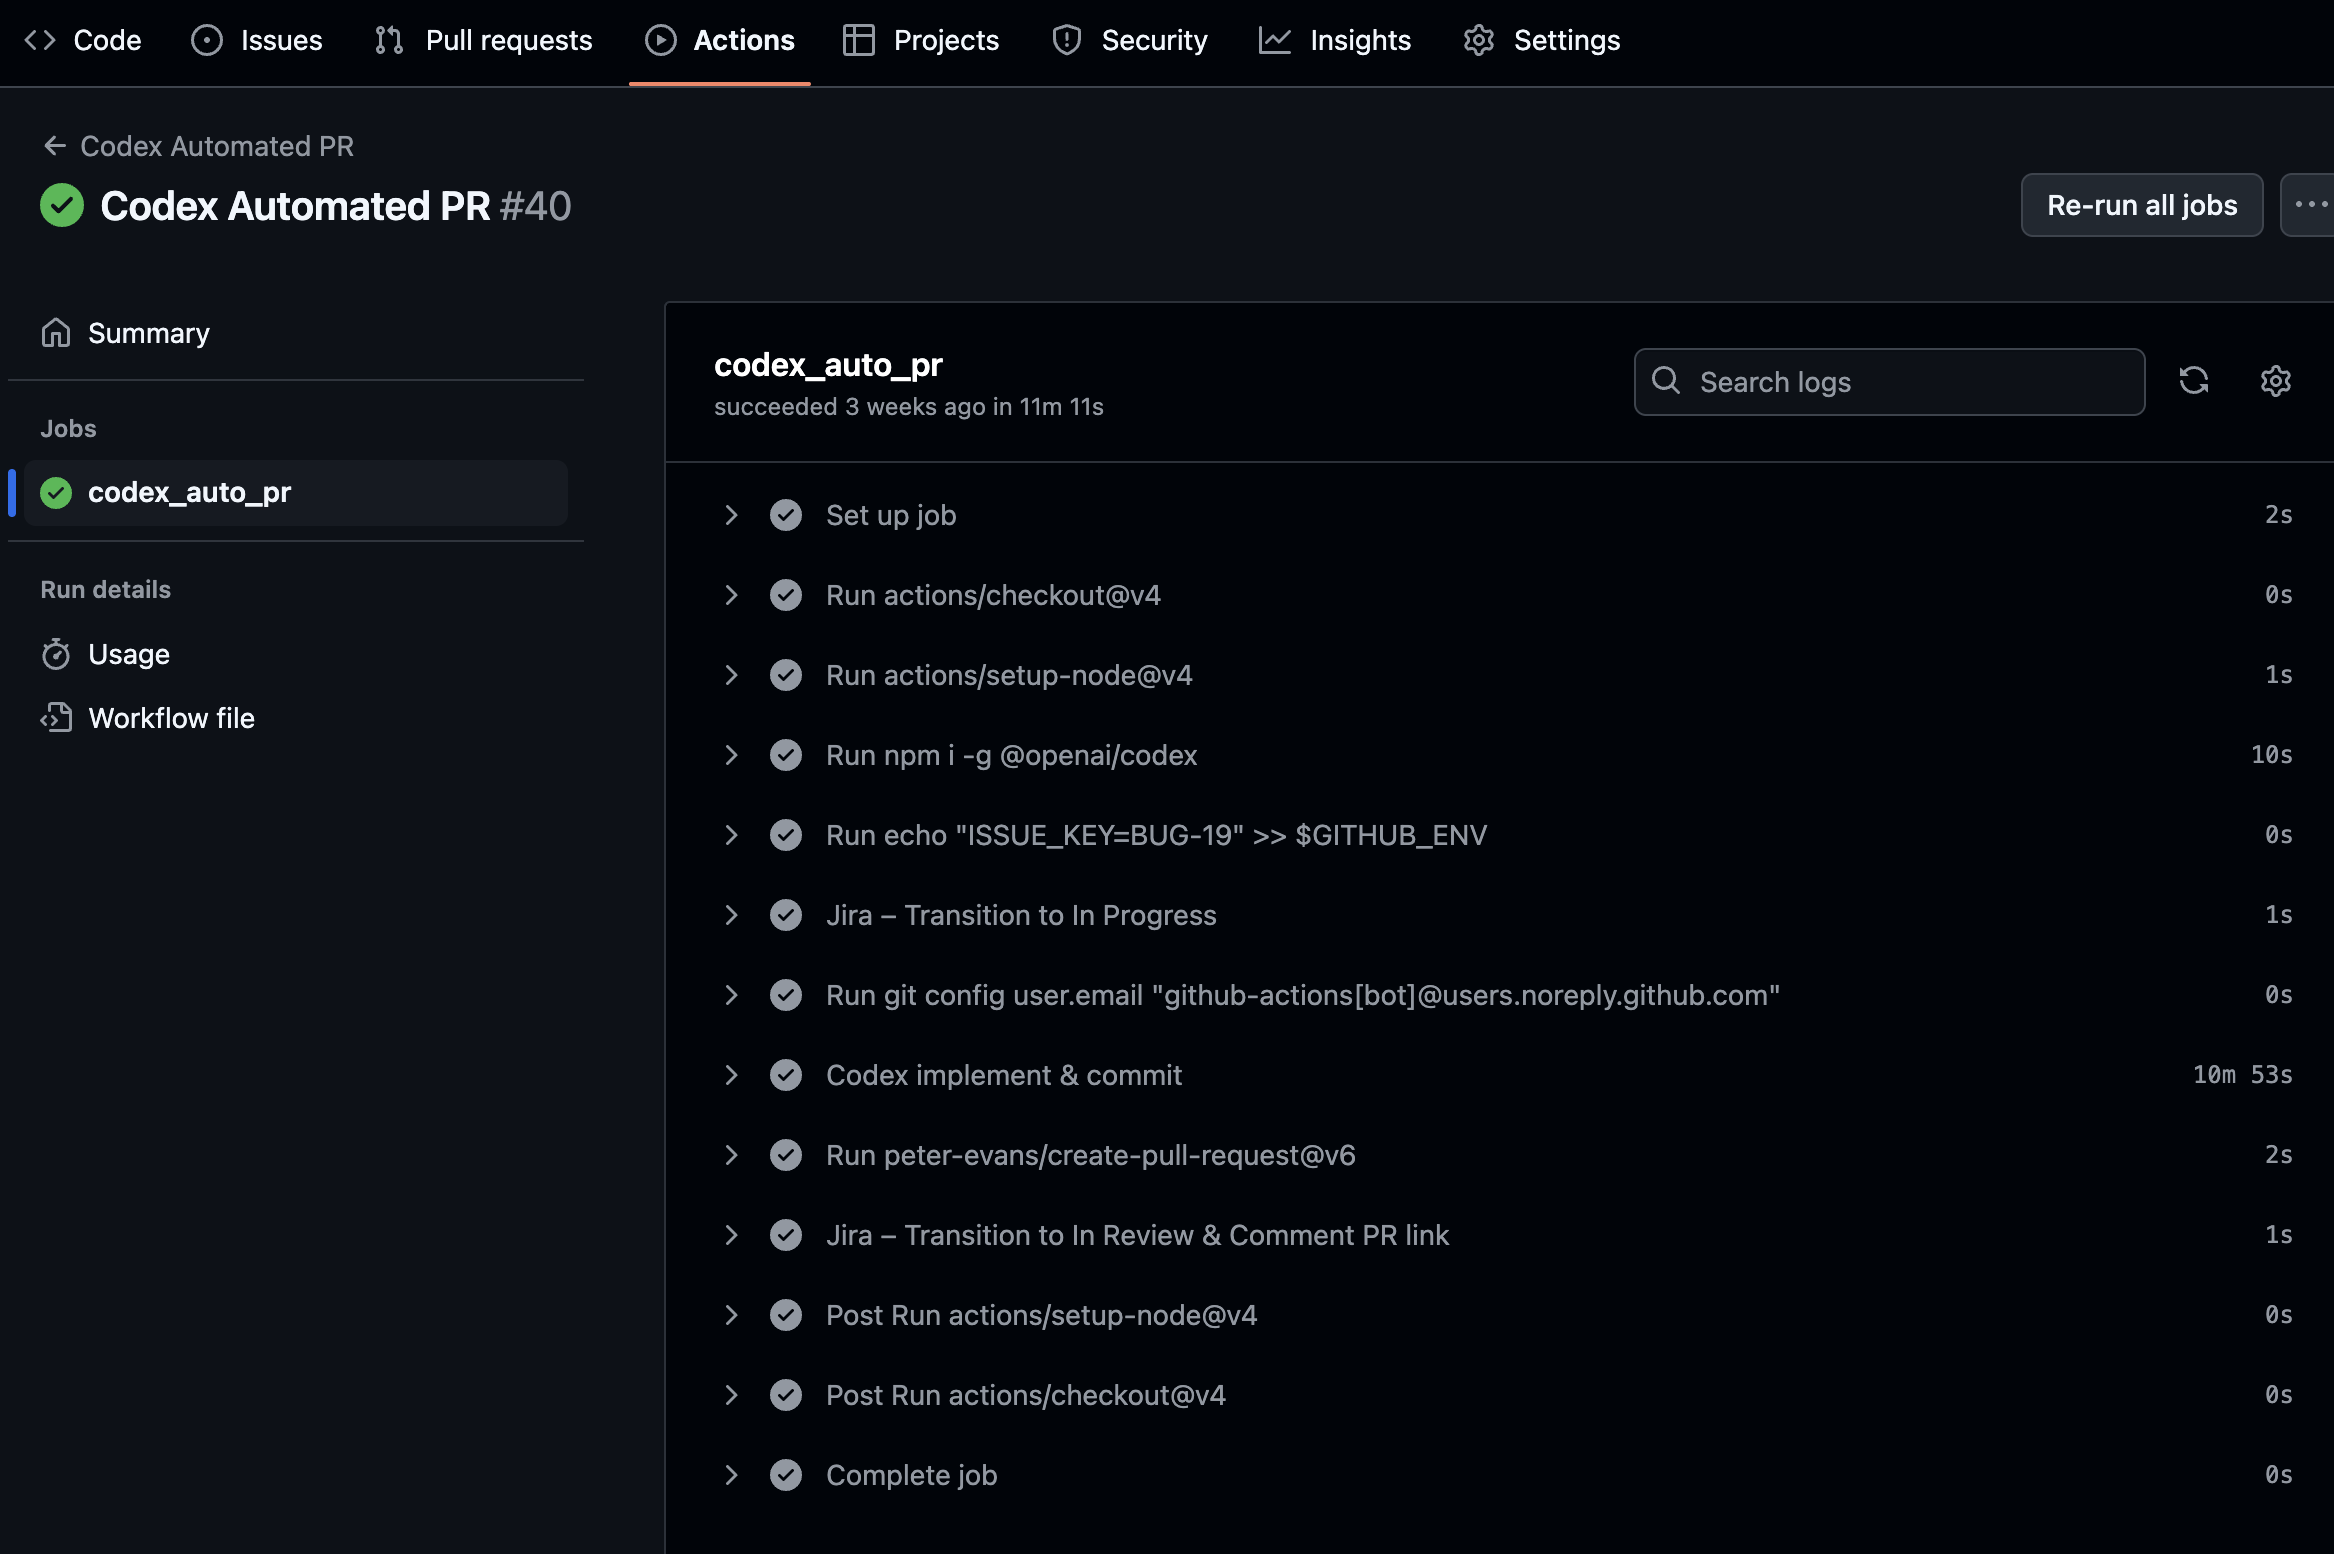 Code Issues Pull requests Actions Projects Security Insights Settings
Codex Automated PR
Codex Automated PR #40
Re-run all jobs
Summary
Jobs
codex_auto_pr
Run details
Usage
Workflow file
codex_auto_pr
succeeded 3 weeks ago in 11m 11s
Search logs
Set up job 2s
Run actions/checkout@v4 0s
Run actions/setup-node@v4 1s
Run npm i -g @openai/codex 10s
Run echo "ISSUE_KEY=BUG-19" >> $GITHUB_ENV 0s
Jira – Transition to In Progress 1s
Run git config user.email "github-actions[bot]@users.noreply.github.com" 0s
Codex implement & commit 10m 53s
Run peter-evans/create-pull-request@v6 2s
Jira – Transition to In Review & Comment PR link 1s
Post Run actions/setup-node@v4 0s
Post Run actions/checkout@v4 0s
Complete job 0s